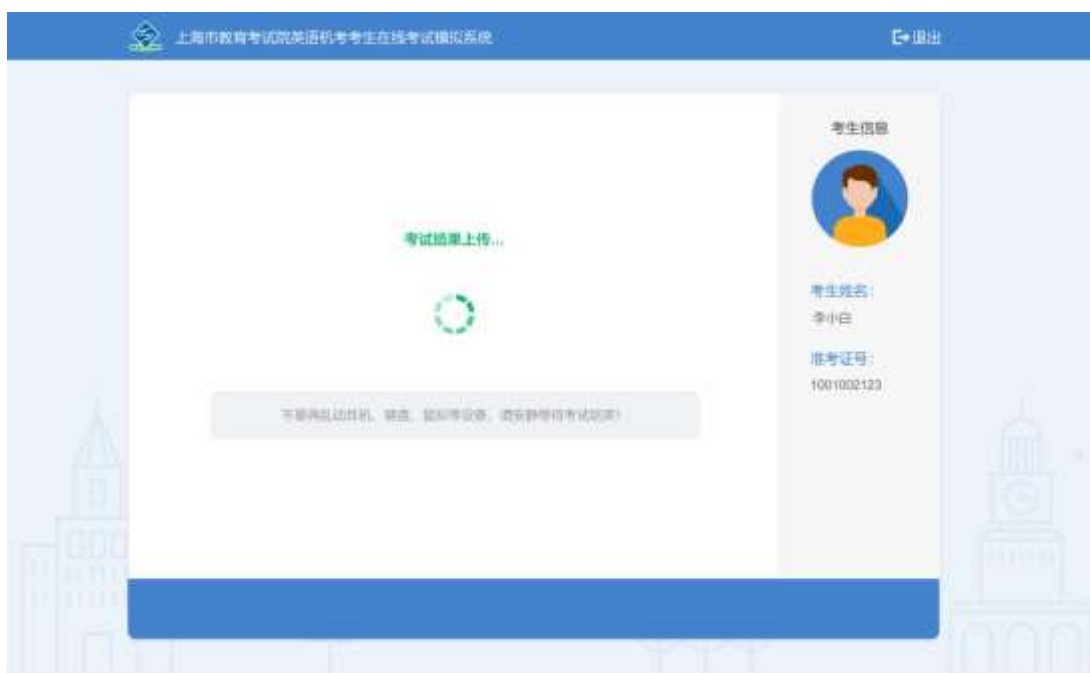 上海市教育考试院英语机考考生在线考试模拟系统
退出
考生信息
考试结果上传...
考生姓名：
李小白
准考证号：
1001002123
不要再乱动耳机、键盘、鼠标等设备，请安静等待考试结束！